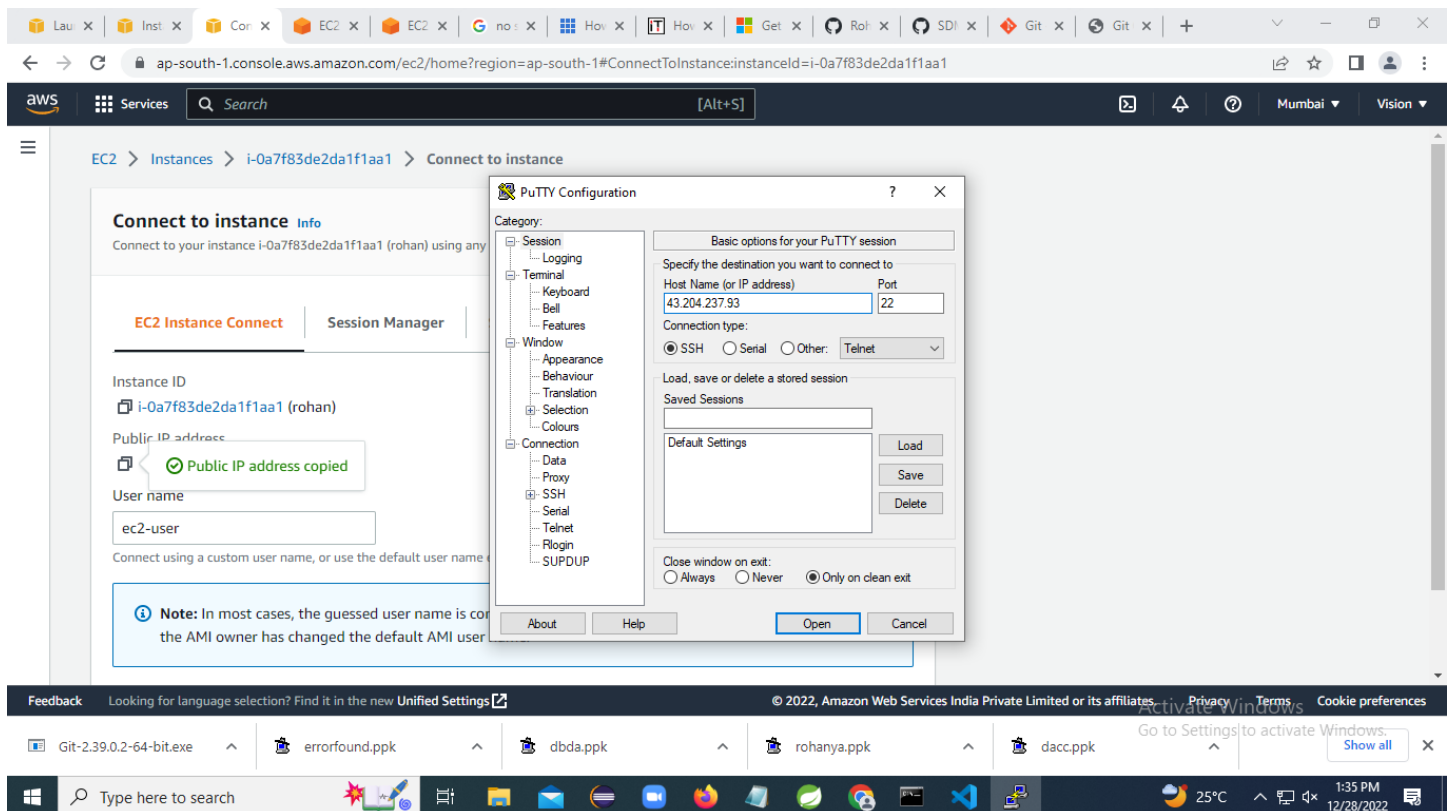 Lau
Inst
Con
EC2
EC2
no s
How
How
Get
Roh
SDM
Git
Git
ap-south-1.console.aws.amazon.com/ec2/home?region=ap-south-1#ConnectToInstance:instanceId=i-0a7f83de2da1f1aa1
aws
Services
Search
[Alt+S]
Mumbai
Vision
EC2 > Instances > i-0a7f83de2da1f1aa1 > Connect to instance
Connect to instance Info
Connect to your instance i-0a7f83de2da1f1aa1 (rohan) using any
EC2 Instance Connect
Session Manager
Instance ID
i-0a7f83de2da1f1aa1 (rohan)
Public IP address
Public IP address copied
User name
ec2-user
Connect using a custom user name, or use the default user name
Note: In most cases, the guessed user name is cor
the AMI owner has changed the default AMI user
PuTTY Configuration
?
Category:
Session
Logging
Terminal
Keyboard
Bell
Features
Window
Appearance
Behaviour
Translation
Selection
Colours
Connection
Data
Proxy
SSH
Serial
Telnet
Rlogin
SUPDUP
Basic options for your PuTTY session
Specify the destination you want to connect to
Host Name (or IP address)
Port
43.204.237.93
22
Connection type:
SSH
Serial
Other:
Telnet
Load, save or delete a stored session
Saved Sessions
Default Settings
Load
Save
Delete
Close window on exit:
Always
Never
Only on clean exit
About
Help
Open
Cancel
Feedback
Looking for language selection? Find it in the new Unified Settings
© 2022, Amazon Web Services India Private Limited or its affiliates.
Privacy
Terms
Cookie preferences
Activate Windows
Go to Settings to activate Windows.
Git-2.39.0.2-64-bit.exe
errorfound.ppk
dbda.ppk
rohanya.ppk
dacc.ppk
Show all
Type here to search
25°C
1:35 PM
12/28/2022